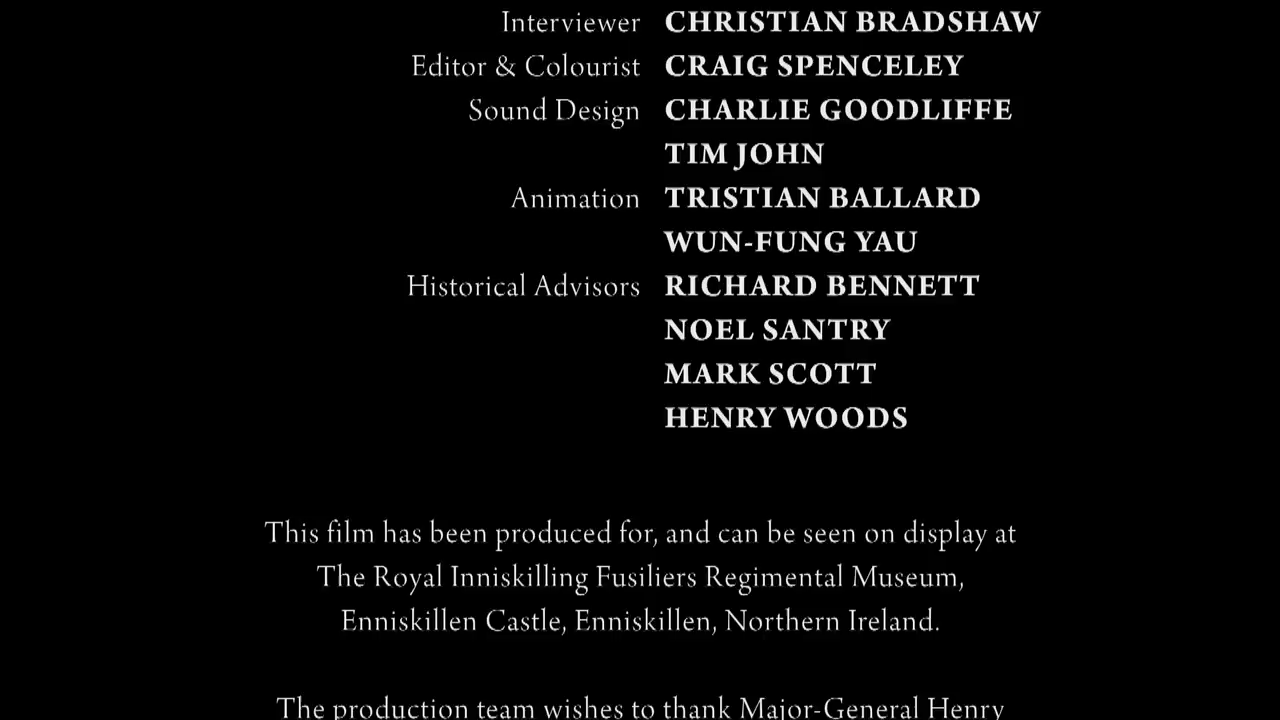 Interviewer CHRISTIAN BRADSHAW
Editor & Colourist CRAIG SPENCELEY
Sound Design CHARLIE GOODLIFFE
TIM JOHN
Animation TRISTIAN BALLARD
WUN-FUNG YAU
Historical Advisors RICHARD BENNETT
NOEL SANTRY
MARK SCOTT
HENRY WOODS
This film has been produced for, and can be seen on display at
The Royal Inniskilling Fusiliers Regimental Museum,
Enniskillen Castle, Enniskillen, Northern Ireland.
The production team wishes to thank Major-General Henry